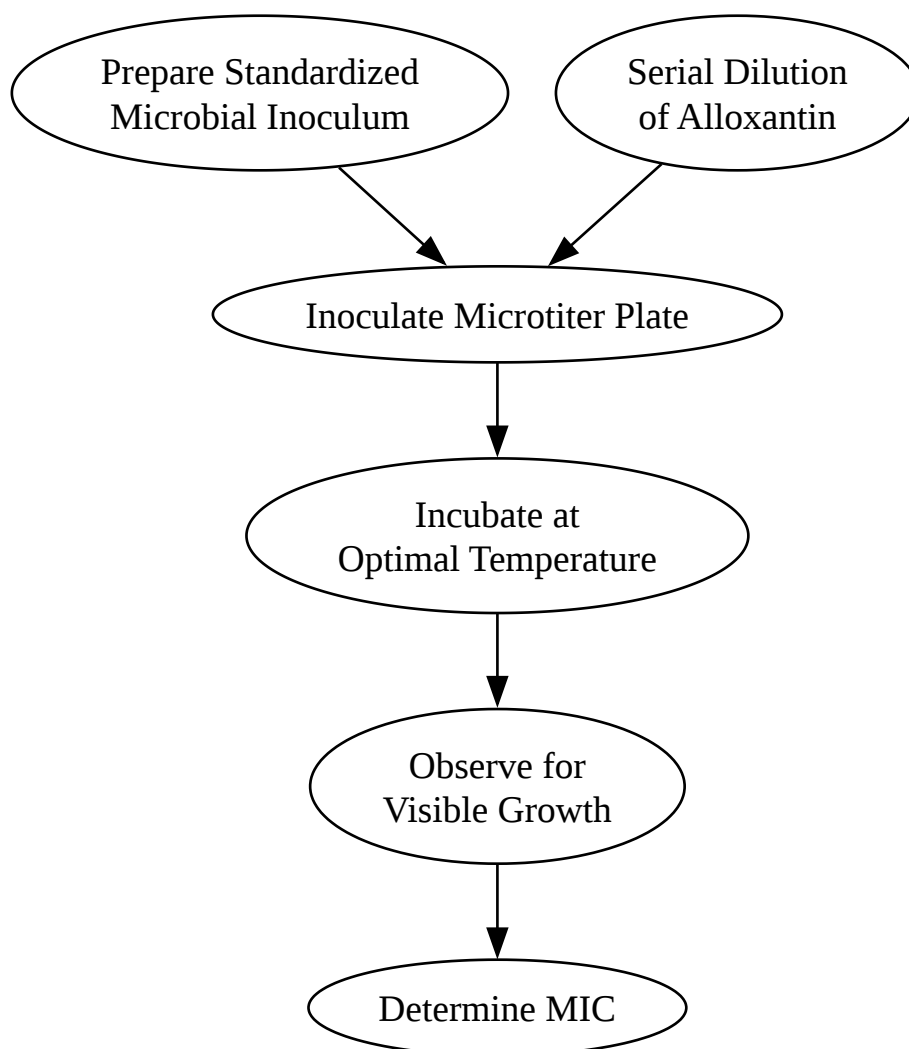 Prepare Standardized
Microbial Inoculum
Serial Dilution
of Alloxantin
Inoculate Microtiter Plate
Incubate at
Optimal Temperature
Observe for
Visible Growth
Determine MIC